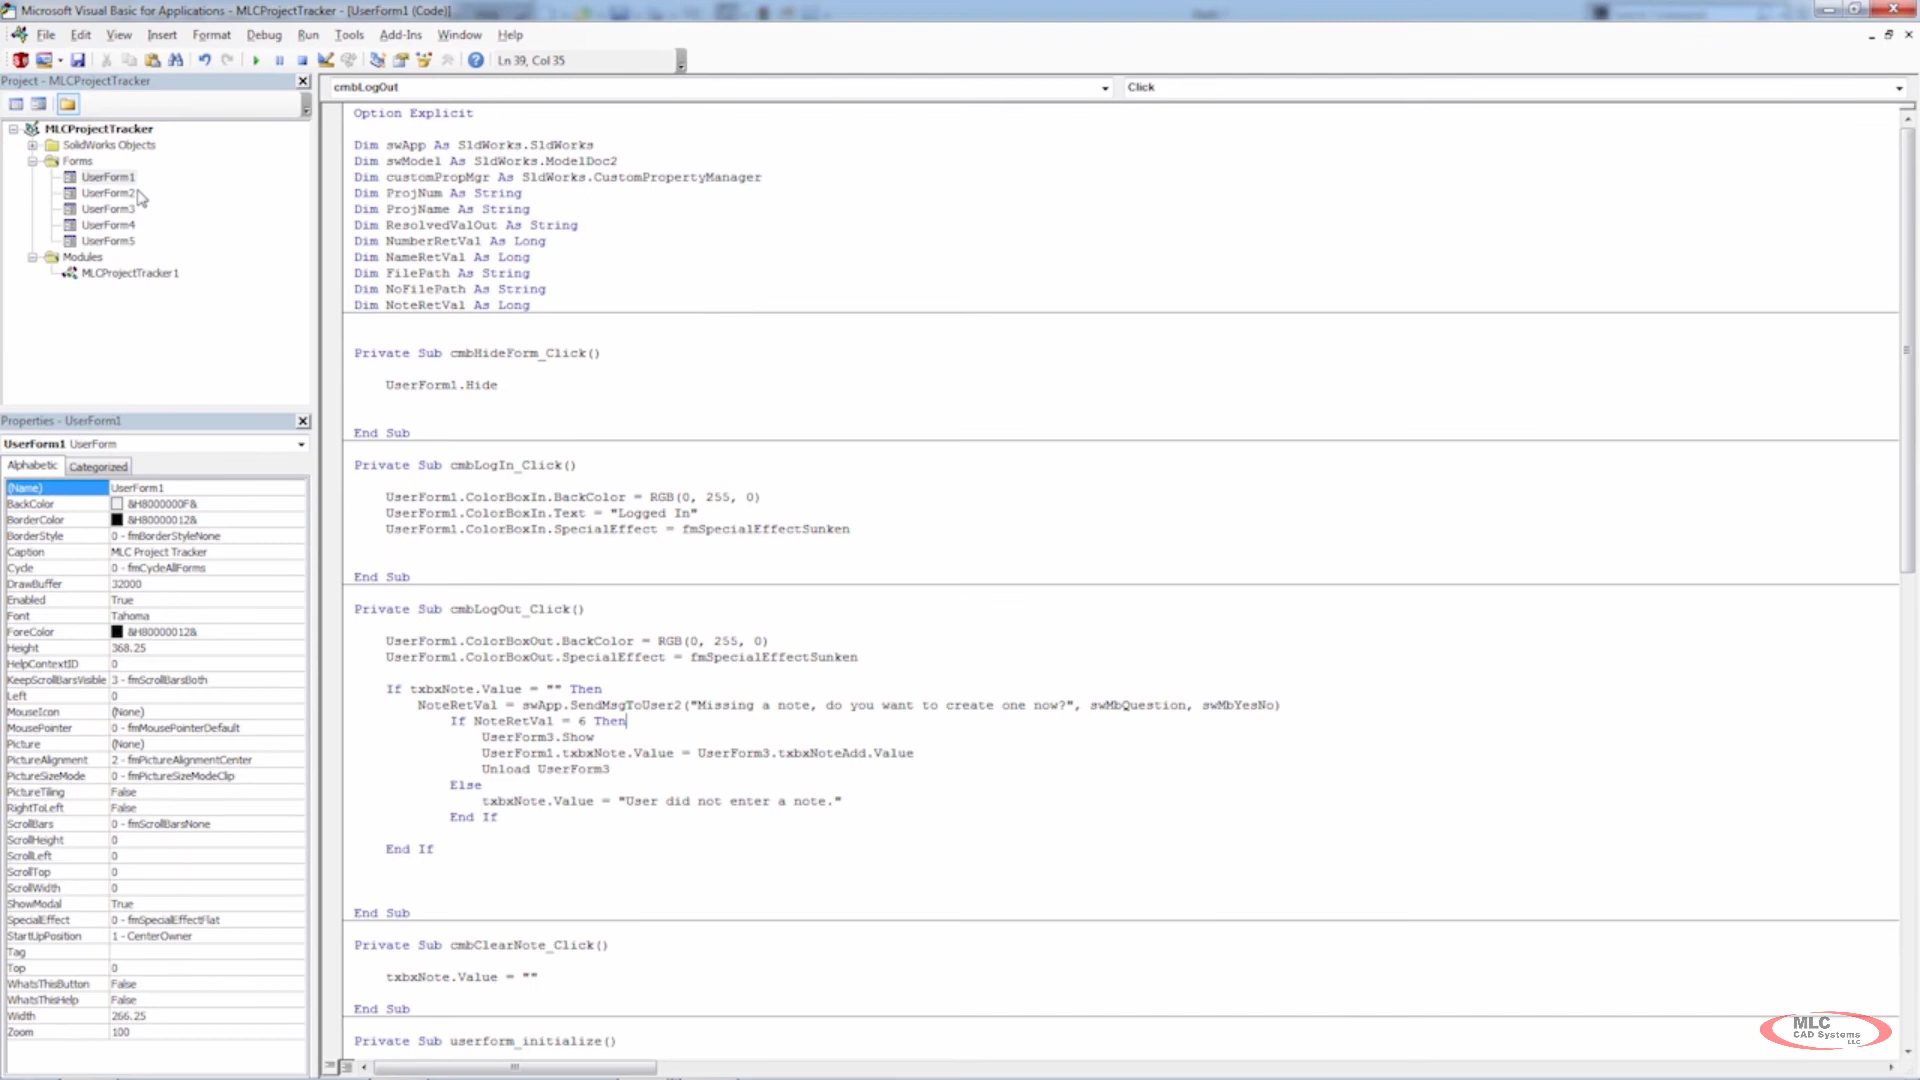 Microsoft Visual Basic for Applications - MLCProjectTracker - [UserForm1 (Code)]
File Edit View Insert Format Debug Run Tools Add-Ins Window Help
Ln 39, Col 35
Project - MLCProjectTracker
cmbLogOut
Click
MLCProjectTracker
SolidWorks Objects
Forms
UserForm1
UserForm2
UserForm3
UserForm4
UserForm5
Modules
MLCProjectTracker1
Properties - UserForm1
UserForm1 UserForm
Alphabetic Categorized
(Name) UserForm1
BackColor &H8000000F&
BorderColor &H80000012&
BorderStyle 0 - fmBorderStyleNone
Caption MLC Project Tracker
Cycle 0 - fmCycleAllForms
DrawBuffer 32000
Enabled True
Font Tahoma
ForeColor &H80000012&
Height 368.25
HelpContextID 0
KeepScrollBarsVisible 3 - fmScrollBarsBoth
Left 0
MouseIcon (None)
MousePointer 0 - fmMousePointerDefault
Picture (None)
PictureAlignment 2 - fmPictureAlignmentCenter
PictureSizeMode 0 - fmPictureSizeModeClip
PictureTiling False
RightToLeft False
ScrollBars 0 - fmScrollBarsNone
ScrollHeight 0
ScrollLeft 0
ScrollTop 0
ScrollWidth 0
ShowModal True
SpecialEffect 0 - fmSpecialEffectFlat
StartUpPosition 1 - CenterOwner
Tag
Top 0
WhatsThisButton False
WhatsThisHelp False
Width 266.25
Zoom 100
Option Explicit
Dim swApp As SldWorks.SldWorks
Dim swModel As SldWorks.ModelDoc2
Dim customPropMgr As SldWorks.CustomPropertyManager
Dim ProjNum As String
Dim ProjName As String
Dim ResolvedValOut As String
Dim NumberRetVal As Long
Dim NameRetVal As Long
Dim FilePath As String
Dim NoFilePath As String
Dim NoteRetVal As Long
Private Sub cmbHideForm_Click()
UserForm1.Hide
End Sub
Private Sub cmbLogIn_Click()
UserForm1.ColorBoxIn.BackColor = RGB(0, 255, 0)
UserForm1.ColorBoxIn.Text = "Logged In"
UserForm1.ColorBoxIn.SpecialEffect = fmSpecialEffectSunken
End Sub
Private Sub cmbLogOut_Click()
UserForm1.ColorBoxOut.BackColor = RGB(0, 255, 0)
UserForm1.ColorBoxOut.SpecialEffect = fmSpecialEffectSunken
If txbxNote.Value = "" Then
NoteRetVal = swApp.SendMsgToUser2("Missing a note, do you want to create one now?", swMbQuestion, swMbYesNo)
If NoteRetVal = 6 Then
UserForm3.Show
UserForm1.txbxNote.Value = UserForm3.txbxNoteAdd.Value
Unload UserForm3
Else
txbxNote.Value = "User did not enter a note."
End If
End If
End Sub
Private Sub cmbClearNote_Click()
txbxNote.Value = ""
End Sub
Private Sub userform_initialize()
MLC
CAD Systems
LLC